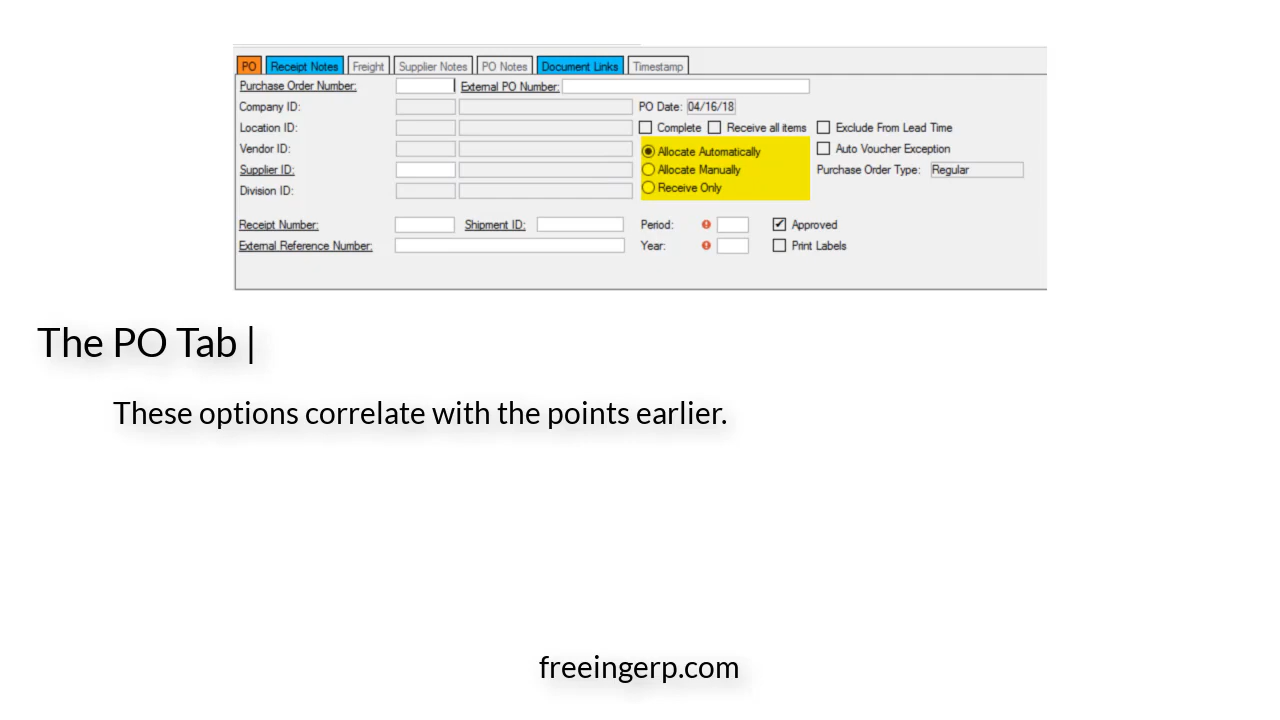 PO Receipt Notes Freight Supplier Notes PO Notes Document Links Timestamp
Purchase Order Number: External PO Number:
Company ID: PO Date: 04/16/18
Location ID: Complete Receive all items Exclude From Lead Time
Vendor ID: Allocate Automatically Auto Voucher Exception
Supplier ID: Allocate Manually Purchase Order Type: Regular
Division ID: Receive Only
Receipt Number: Shipment ID: Period: Approved
External Reference Number: Year: Print Labels
The PO Tab |
These options correlate with the points earlier.
freeingerp.com